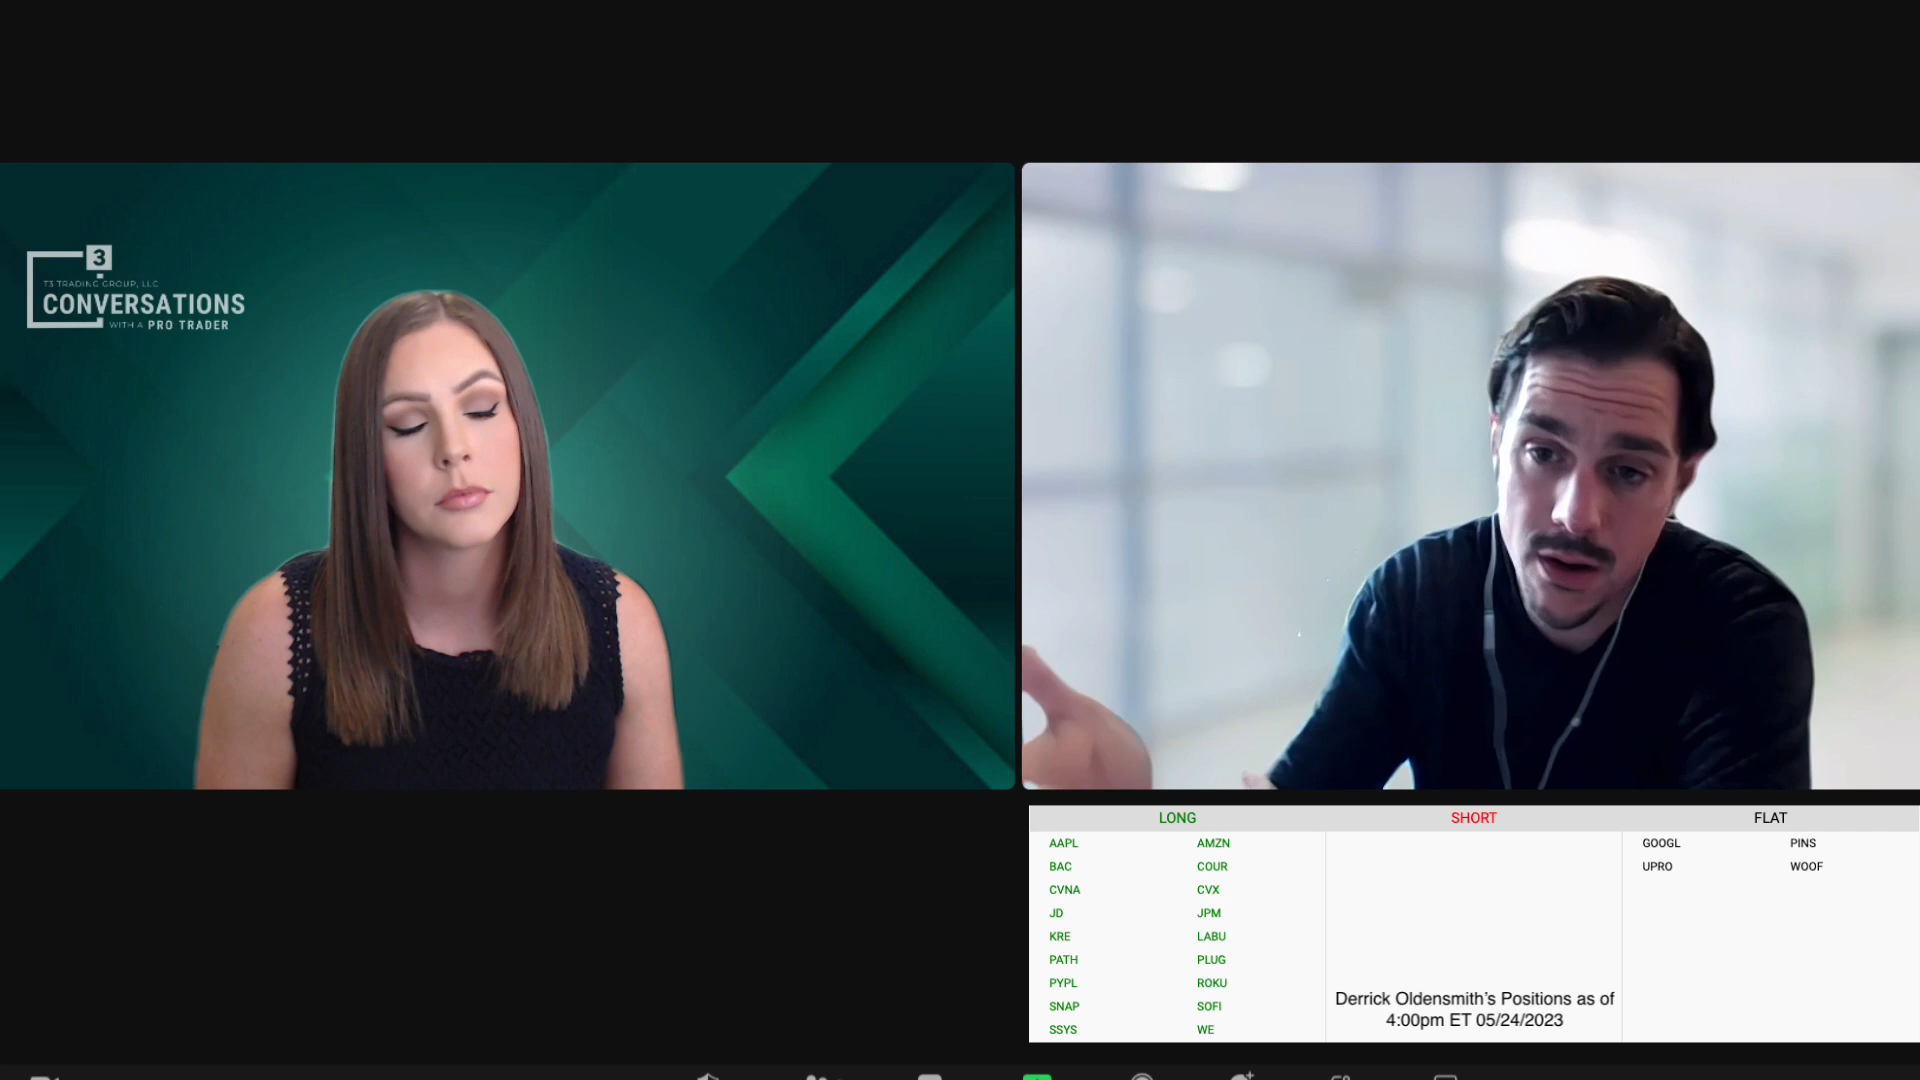 3
T3 TRADING GROUP, LLC
CONVERSATIONS
WITH A PRO TRADER
LONG SHORT FLAT
AAPL AMZN GOOGL PINS
BAC COUR UPRO WOOF
CVNA CVX
JD JPM
KRE LABU
PATH PLUG
PYPL ROKU
SNAP SOFI
SSYS WE
Derrick Oldensmith's Positions as of
4:00pm ET 05/24/2023